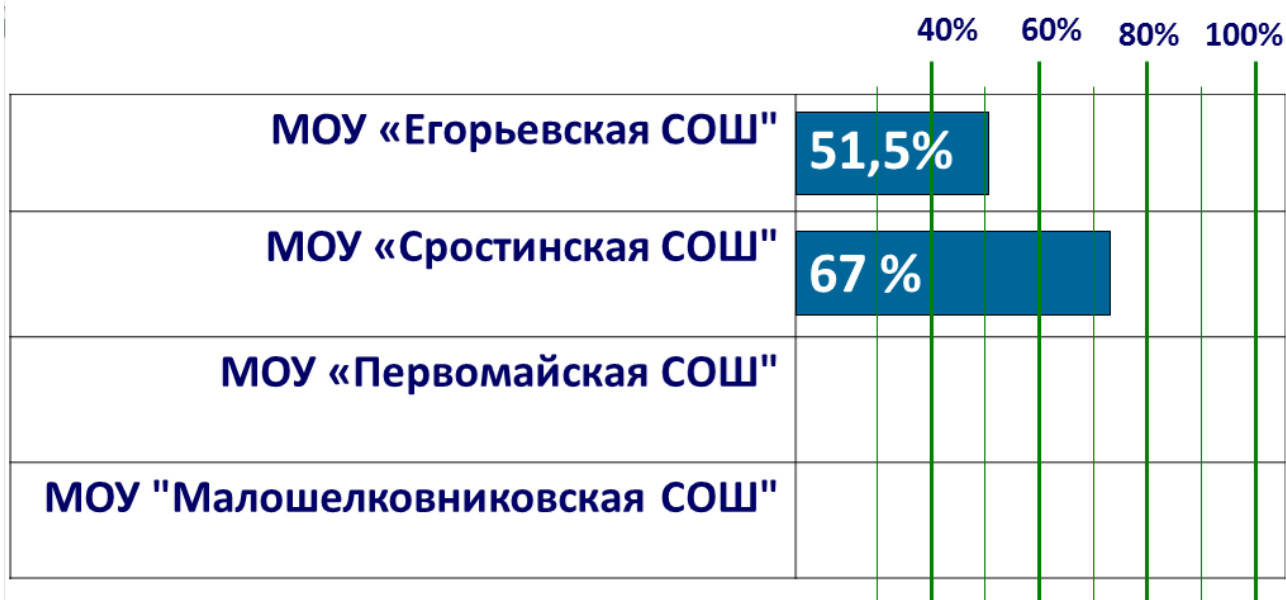 40% 60% 80% 100%
МОУ «Егорьевская СОШ" 51,5%
МОУ «Сростинская СОШ" 67 %
МОУ «Первомайская СОШ"
МОУ "Малошелковниковская СОШ"